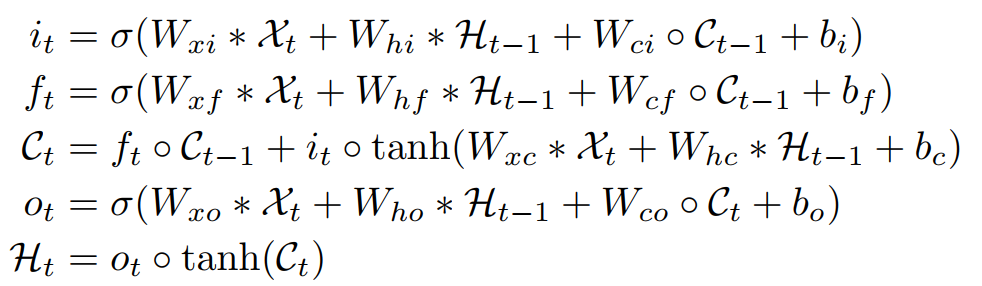 i_t = σ(W_{xi} ∗ 𝒳_t + W_{hi} ∗ ℋ_{t−1} + W_{ci} ∘ 𝒞_{t−1} + b_i)
f_t = σ(W_{xf} ∗ 𝒳_t + W_{hf} ∗ ℋ_{t−1} + W_{cf} ∘ 𝒞_{t−1} + b_f)
𝒞_t = f_t ∘ 𝒞_{t−1} + i_t ∘ tanh(W_{xc} ∗ 𝒳_t + W_{hc} ∗ ℋ_{t−1} + b_c)
o_t = σ(W_{xo} ∗ 𝒳_t + W_{ho} ∗ ℋ_{t−1} + W_{co} ∘ 𝒞_t + b_o)
ℋ_t = o_t ∘ tanh(𝒞_t)